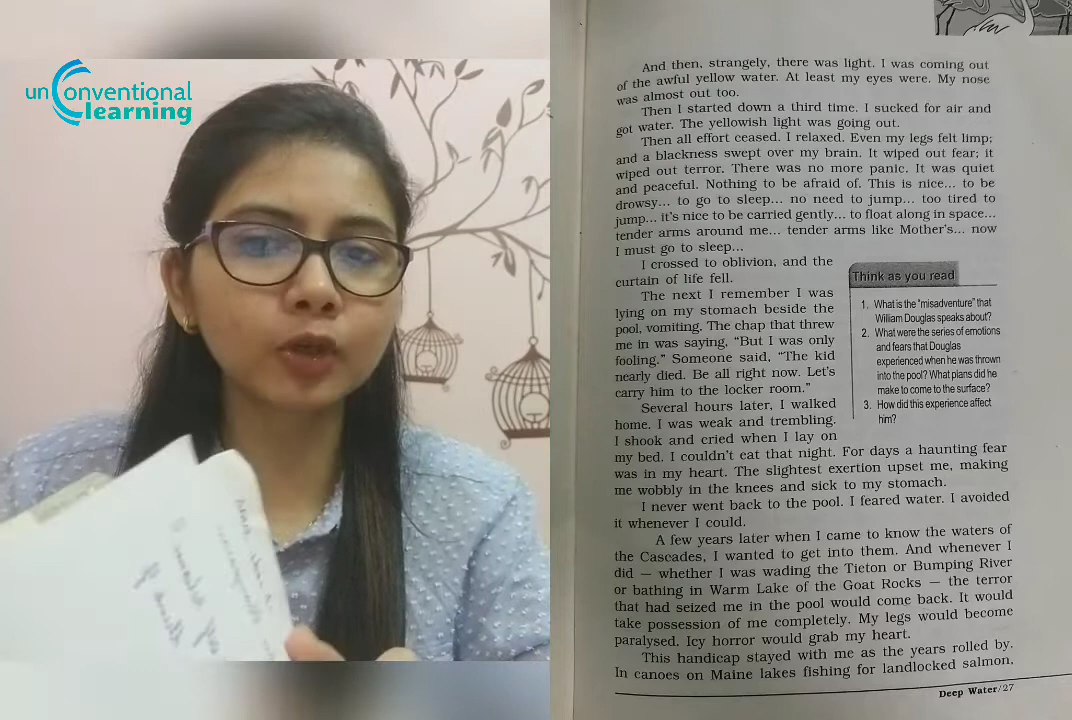 unConventional
learning
And then, strangely, there was light. I was coming out
of the awful yellow water. At least my eyes were. My nose
was almost out too.
Then I started down a third time. I sucked for air and
got water. The yellowish light was going out.
Then all effort ceased. I relaxed. Even my legs felt limp;
and a blackness swept over my brain. It wiped out fear; it
wiped out terror. There was no more panic. It was quiet
and peaceful. Nothing to be afraid of. This is nice... to be
drowsy... to go to sleep... no need to jump... too tired to
jump... it's nice to be carried gently... to float along in space...
tender arms around me... tender arms like Mother's... now
I must go to sleep...
I crossed to oblivion, and the
curtain of life fell.
The next I remember I was
lying on my stomach beside the
pool, vomiting. The chap that threw
me in was saying, “But I was only
fooling.” Someone said, “The kid
nearly died. Be all right now. Let's
carry him to the locker room.”
Several hours later, I walked
home. I was weak and trembling.
I shook and cried when I lay on
my bed. I couldn't eat that night. For days a haunting fear
was in my heart. The slightest exertion upset me, making
me wobbly in the knees and sick to my stomach.
I never went back to the pool. I feared water. I avoided
it whenever I could.
A few years later when I came to know the waters of
the Cascades, I wanted to get into them. And whenever I
did — whether I was wading the Tieton or Bumping River
or bathing in Warm Lake of the Goat Rocks — the terror
that had seized me in the pool would come back. It would
take possession of me completely. My legs would become
paralysed. Icy horror would grab my heart.
This handicap stayed with me as the years rolled by.
In canoes on Maine lakes fishing for landlocked salmon,
Think as you read
1. What is the “misadventure” that
William Douglas speaks about?
2. What were the series of emotions
and fears that Douglas
experienced when he was thrown
into the pool? What plans did he
make to come to the surface?
3. How did this experience affect
him?
Deep Water/27